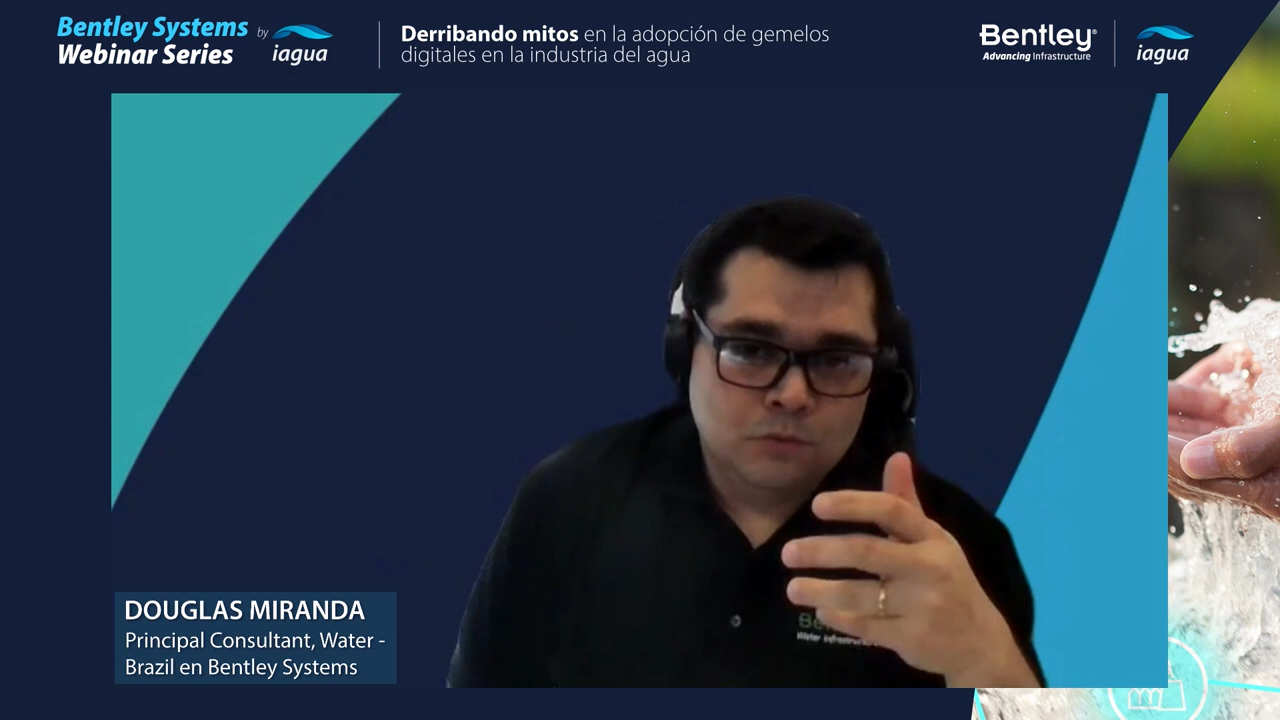 Bentley Systems by iagua
Webinar Series
Derribando mitos en la adopción de gemelos
digitales en la industria del agua
Bentley®
Advancing Infrastructure
iagua
DOUGLAS MIRANDA
Principal Consultant, Water -
Brazil en Bentley Systems
Water